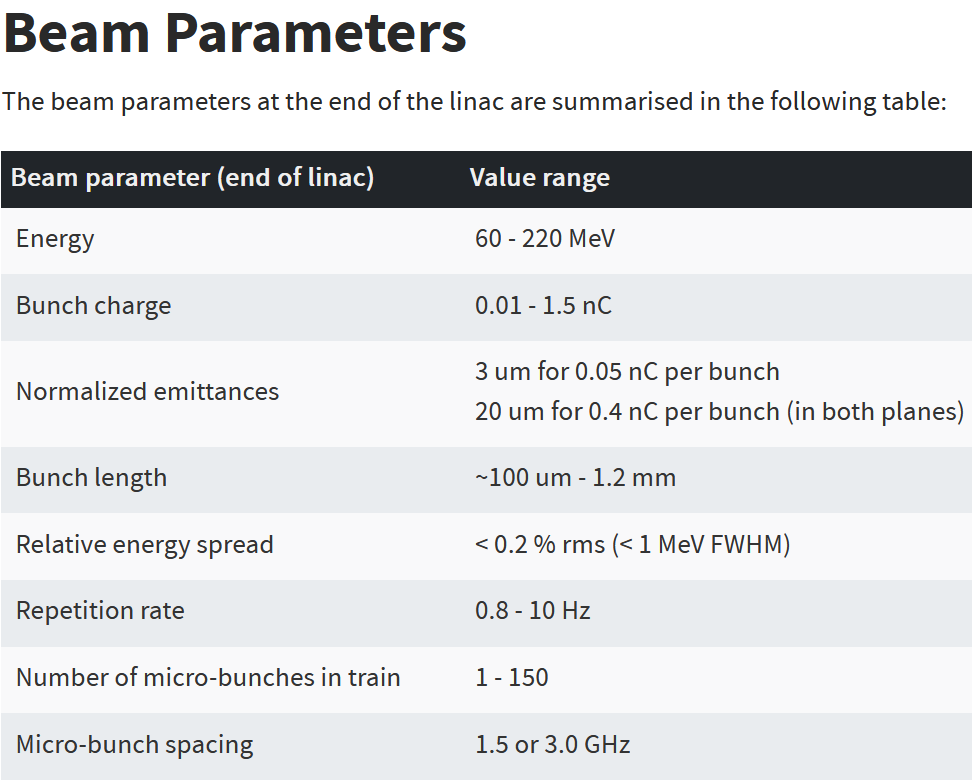 Beam Parameters
The beam parameters at the end of the linac are summarised in the following table:
Beam parameter (end of linac) Value range
Energy 60 - 220 MeV
Bunch charge 0.01 - 1.5 nC
Normalized emittances 3 um for 0.05 nC per bunch
20 um for 0.4 nC per bunch (in both planes)
Bunch length ~100 um - 1.2 mm
Relative energy spread < 0.2 % rms (< 1 MeV FWHM)
Repetition rate 0.8 - 10 Hz
Number of micro-bunches in train 1 - 150
Micro-bunch spacing 1.5 or 3.0 GHz